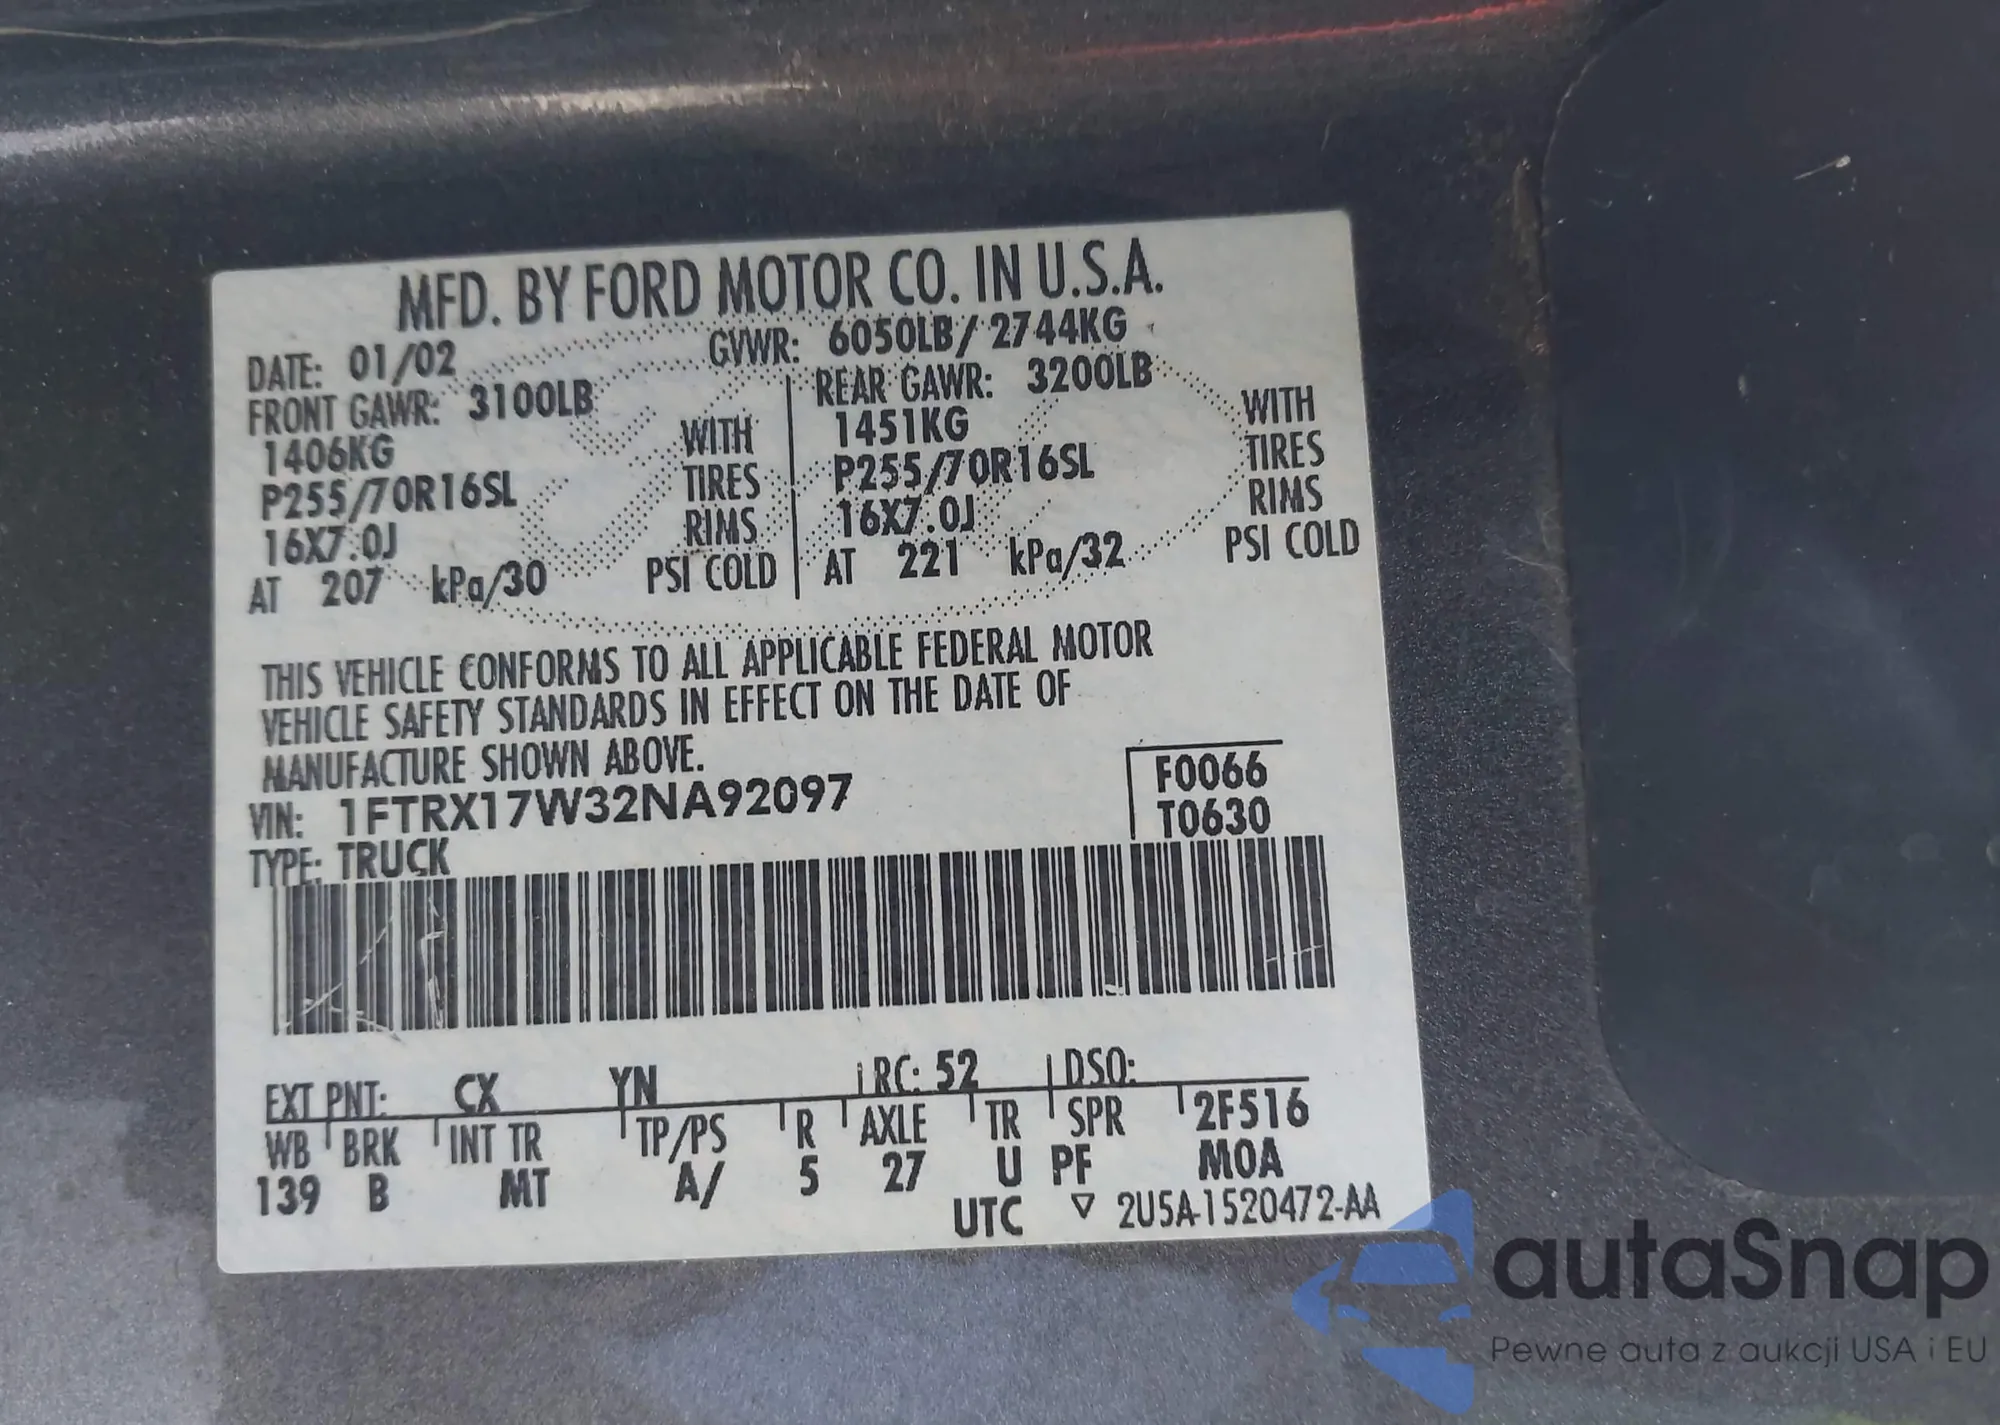 MFD. BY FORD MOTOR CO. IN U.S.A.
DATE: 01/02 GVWR: 6050LB/ 2744KG
FRONT GAWR: 3100LB REAR GAWR: 3200LB
1406KG WITH 1451KG WITH
P255/70R16SL TIRES P255/70R16SL TIRES
16X7.0J RIMS 16X7.0J RIMS
AT 207 kPa/30 PSI COLD AT 221 kPa/32 PSI COLD
THIS VEHICLE CONFORMS TO ALL APPLICABLE FEDERAL MOTOR
VEHICLE SAFETY STANDARDS IN EFFECT ON THE DATE OF
MANUFACTURE SHOWN ABOVE.
VIN: 1FTRX17W32NA92097 F0066
TYPE: TRUCK T0630
EXT PNT: CX YN RC: 52 DSO:
WB BRK INT TR TP/PS R AXLE TR SPR 2F516
139 B MT A/ 5 27 U PF MOA
UTC ▽ 2U5A-1520472-AA
autaSnap
Pewne auta z aukcji USA i EU